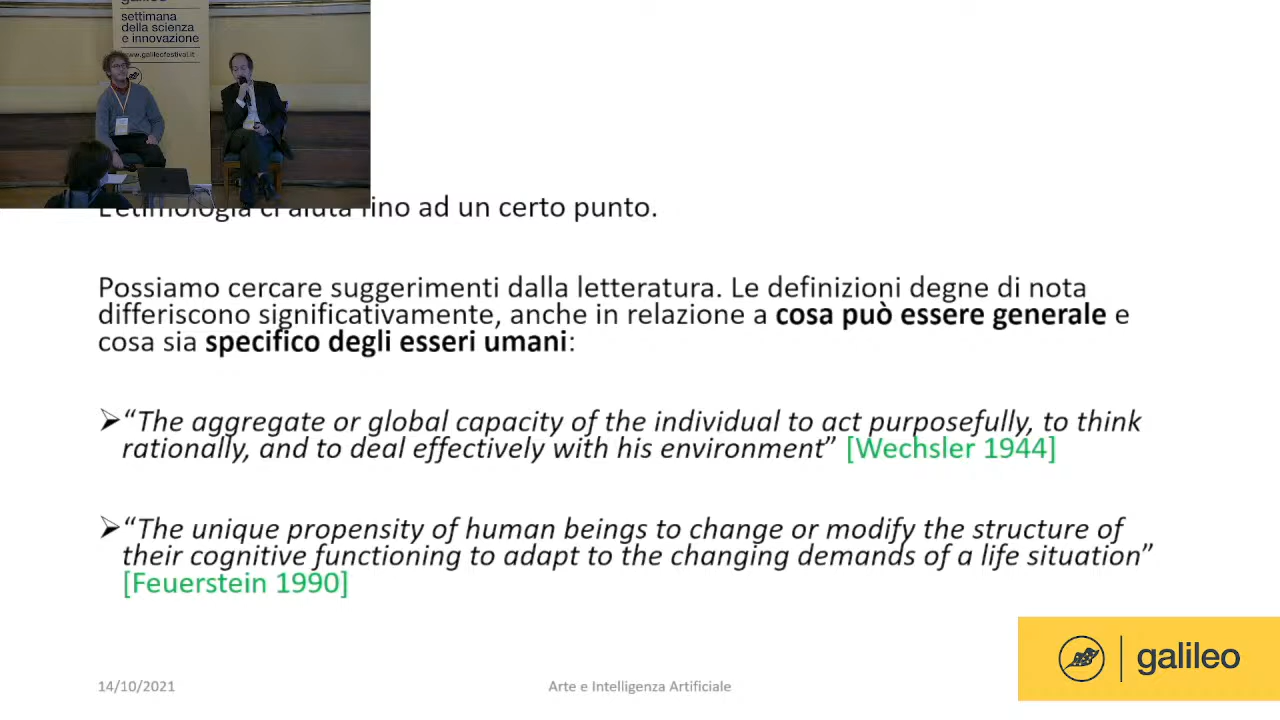 settimana
della scienza
e innovazione
www.galileofestival.it
L'etimologia ci aiuta fino ad un certo punto.
Possiamo cercare suggerimenti dalla letteratura. Le definizioni degne di nota
differiscono significativamente, anche in relazione a cosa può essere generale e
cosa sia specifico degli esseri umani:
➢“The aggregate or global capacity of the individual to act purposefully, to think
rationally, and to deal effectively with his environment” [Wechsler 1944]
➢“The unique propensity of human beings to change or modify the structure of
their cognitive functioning to adapt to the changing demands of a life situation”
[Feuerstein 1990]
galileo
14/10/2021
Arte e Intelligenza Artificiale